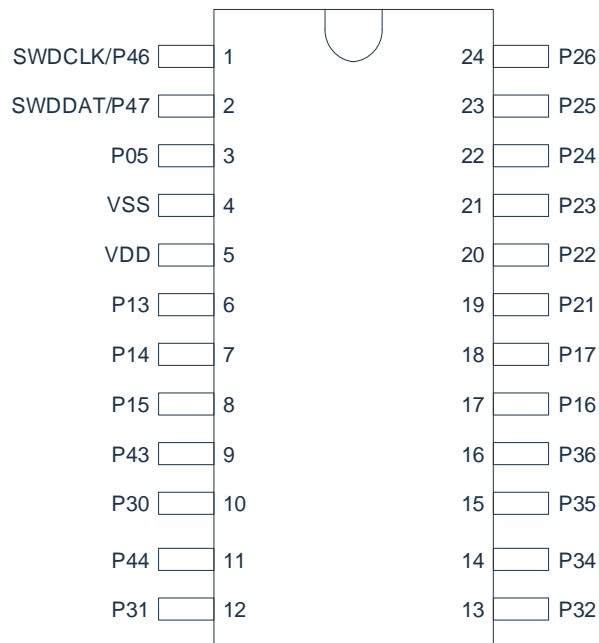 SWDCLK/P46 1 24 P26
SWDDAT/P47 2 23 P25
P05 3 22 P24
VSS 4 21 P23
VDD 5 20 P22
P13 6 19 P21
P14 7 18 P17
P15 8 17 P16
P43 9 16 P36
P30 10 15 P35
P44 11 14 P34
P31 12 13 P32